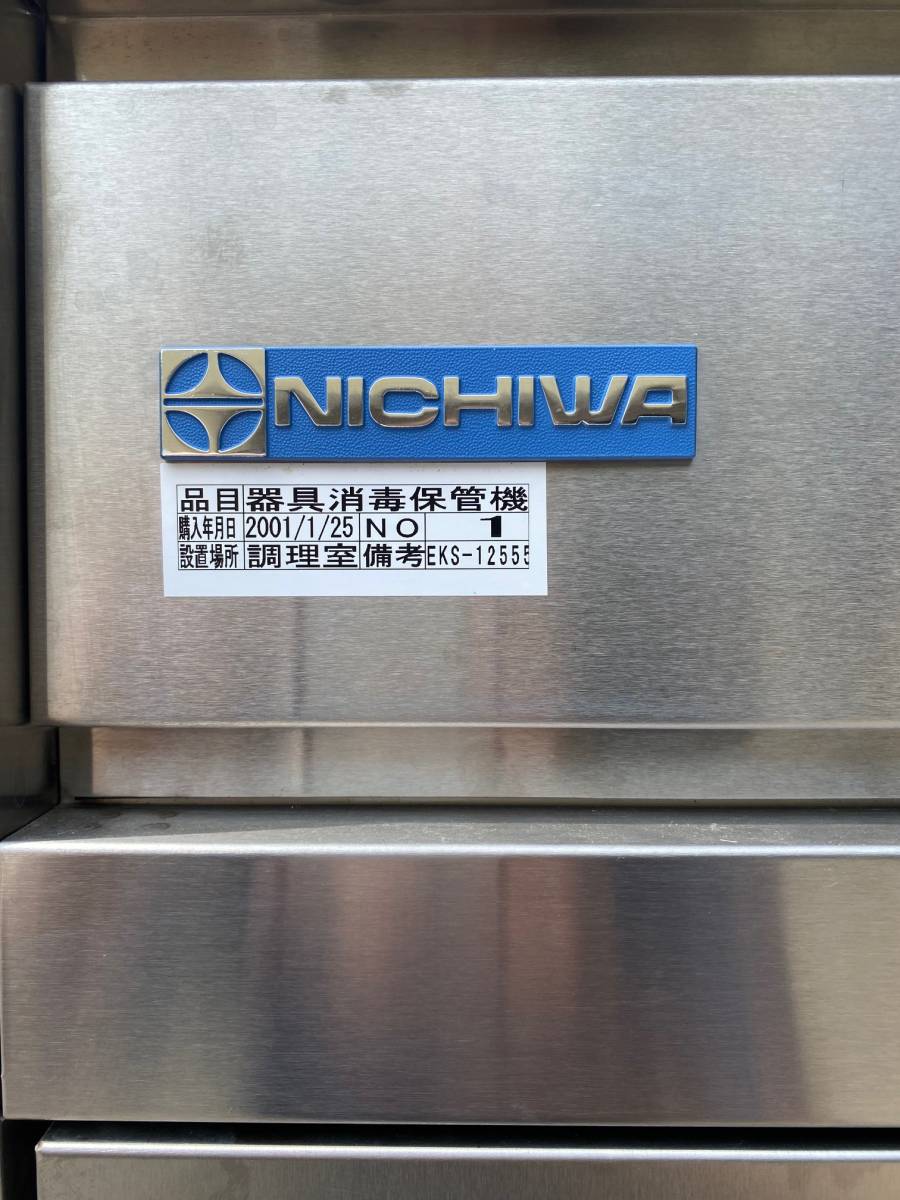 NICHIWA
品目 器具消毒保管機
購入年月日 2001/1/25 NO 1
設置場所 調理室 備考 EKS-12555